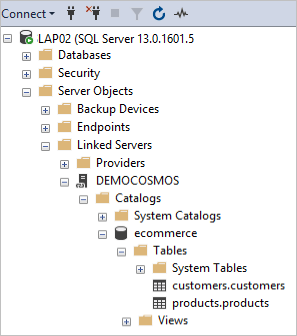 Connect
LAP02 (SQL Server 13.0.1601.5
Databases
Security
Server Objects
Backup Devices
Endpoints
Linked Servers
Providers
DEMOCOSMOS
Catalogs
System Catalogs
ecommerce
Tables
System Tables
customers.customers
products.products
Views